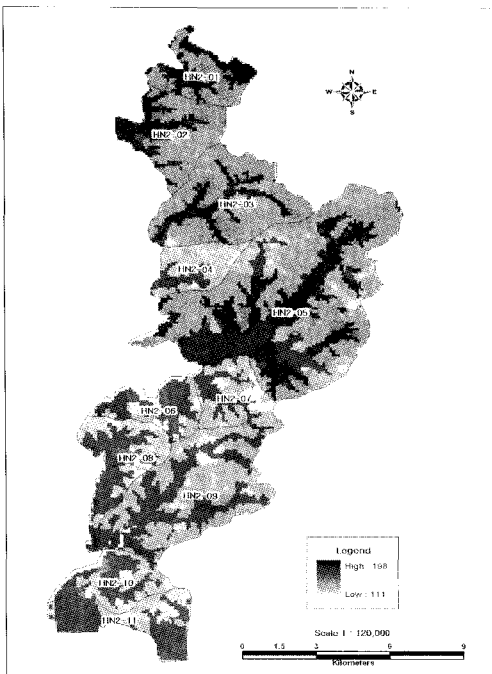 N
W E
S
HN2-01
HN2-02
HN2-03
HN2-04
HN2-05
HN2-07
HN2-06
HN2-08
HN2-09
HN2-10
HN2-11
Legend
High : 198
Low : 111
Scale 1 : 120,000
0 1.5 3 6 9
Kilometers